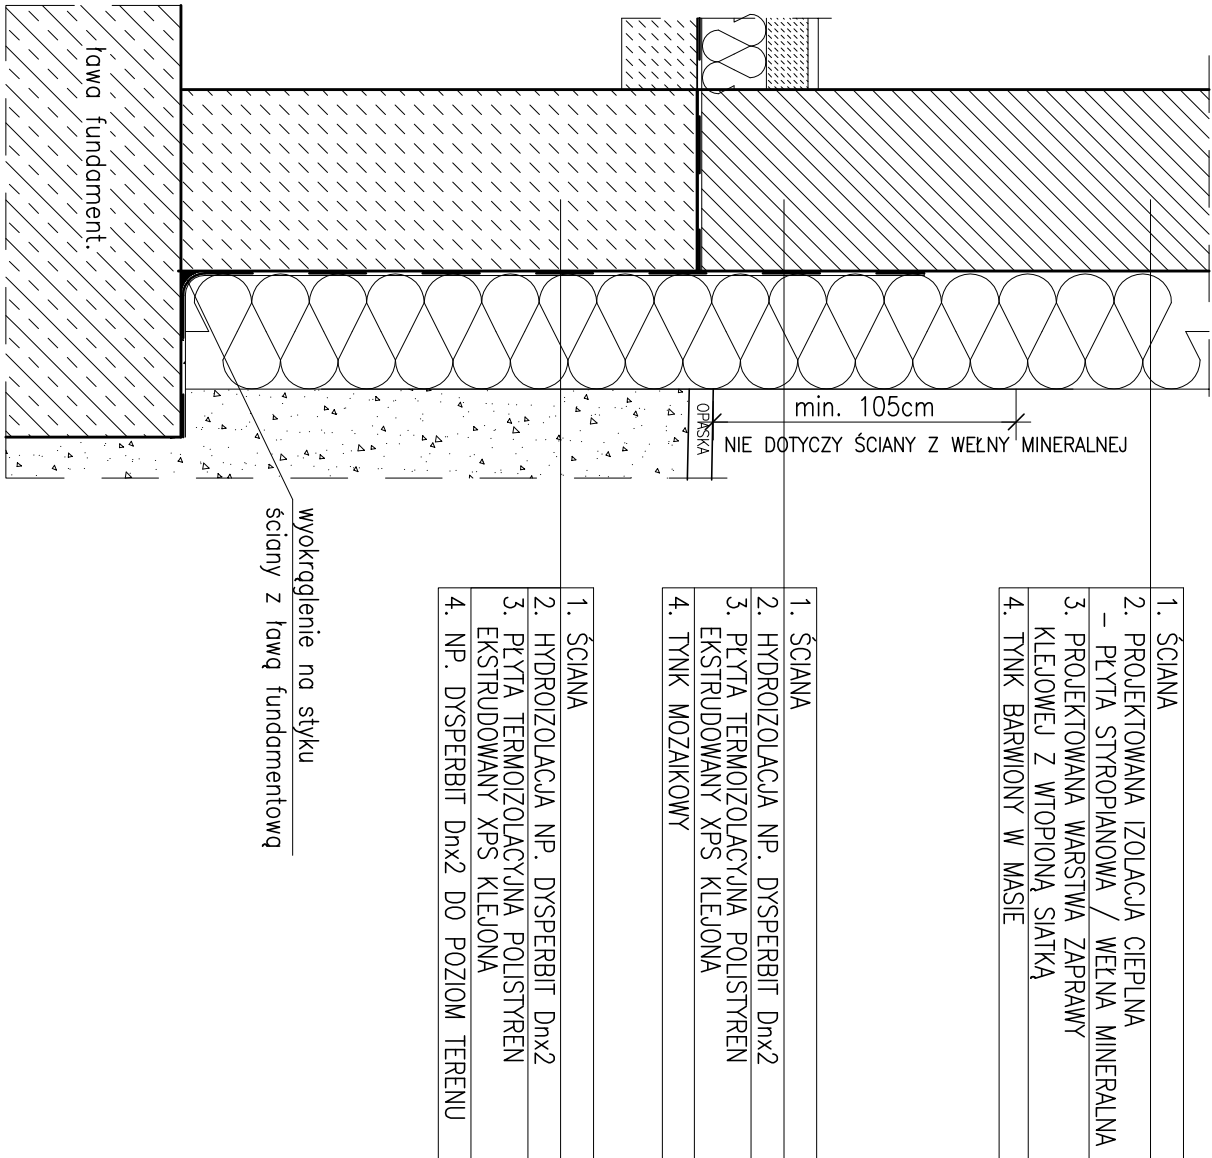 1. ŚCIANA
2. PROJEKTOWANA IZOLACJA CIEPLNA
– PŁYTA STYROPIANOWA / WEŁNA MINERALNA
3. PROJEKTOWANA WARSTWA ZAPRAWY
KLEJOWEJ Z WTOPIONĄ SIATKĄ
4. TYNK BARWIONY W MASIE
min. 105cm
NIE DOTYCZY ŚCIANY Z WEŁNY MINERALNEJ
OPASKA
1. ŚCIANA
2. HYDROIZOLACJA NP. DYSPERBIT Dnx2
3. PŁYTA TERMOIZOLACYJNA POLISTYREN
EKSTRUDOWANY XPS KLEJONA
4. TYNK MOZAIKOWY
1. ŚCIANA
2. HYDROIZOLACJA NP. DYSPERBIT Dnx2
3. PŁYTA TERMOIZOLACYJNA POLISTYREN
EKSTRUDOWANY XPS KLEJONA
4. NP. DYSPERBIT Dnx2 DO POZIOM TERENU
wyokrąglenie na styku
ściany z ławą fundamentową
ława fundament.